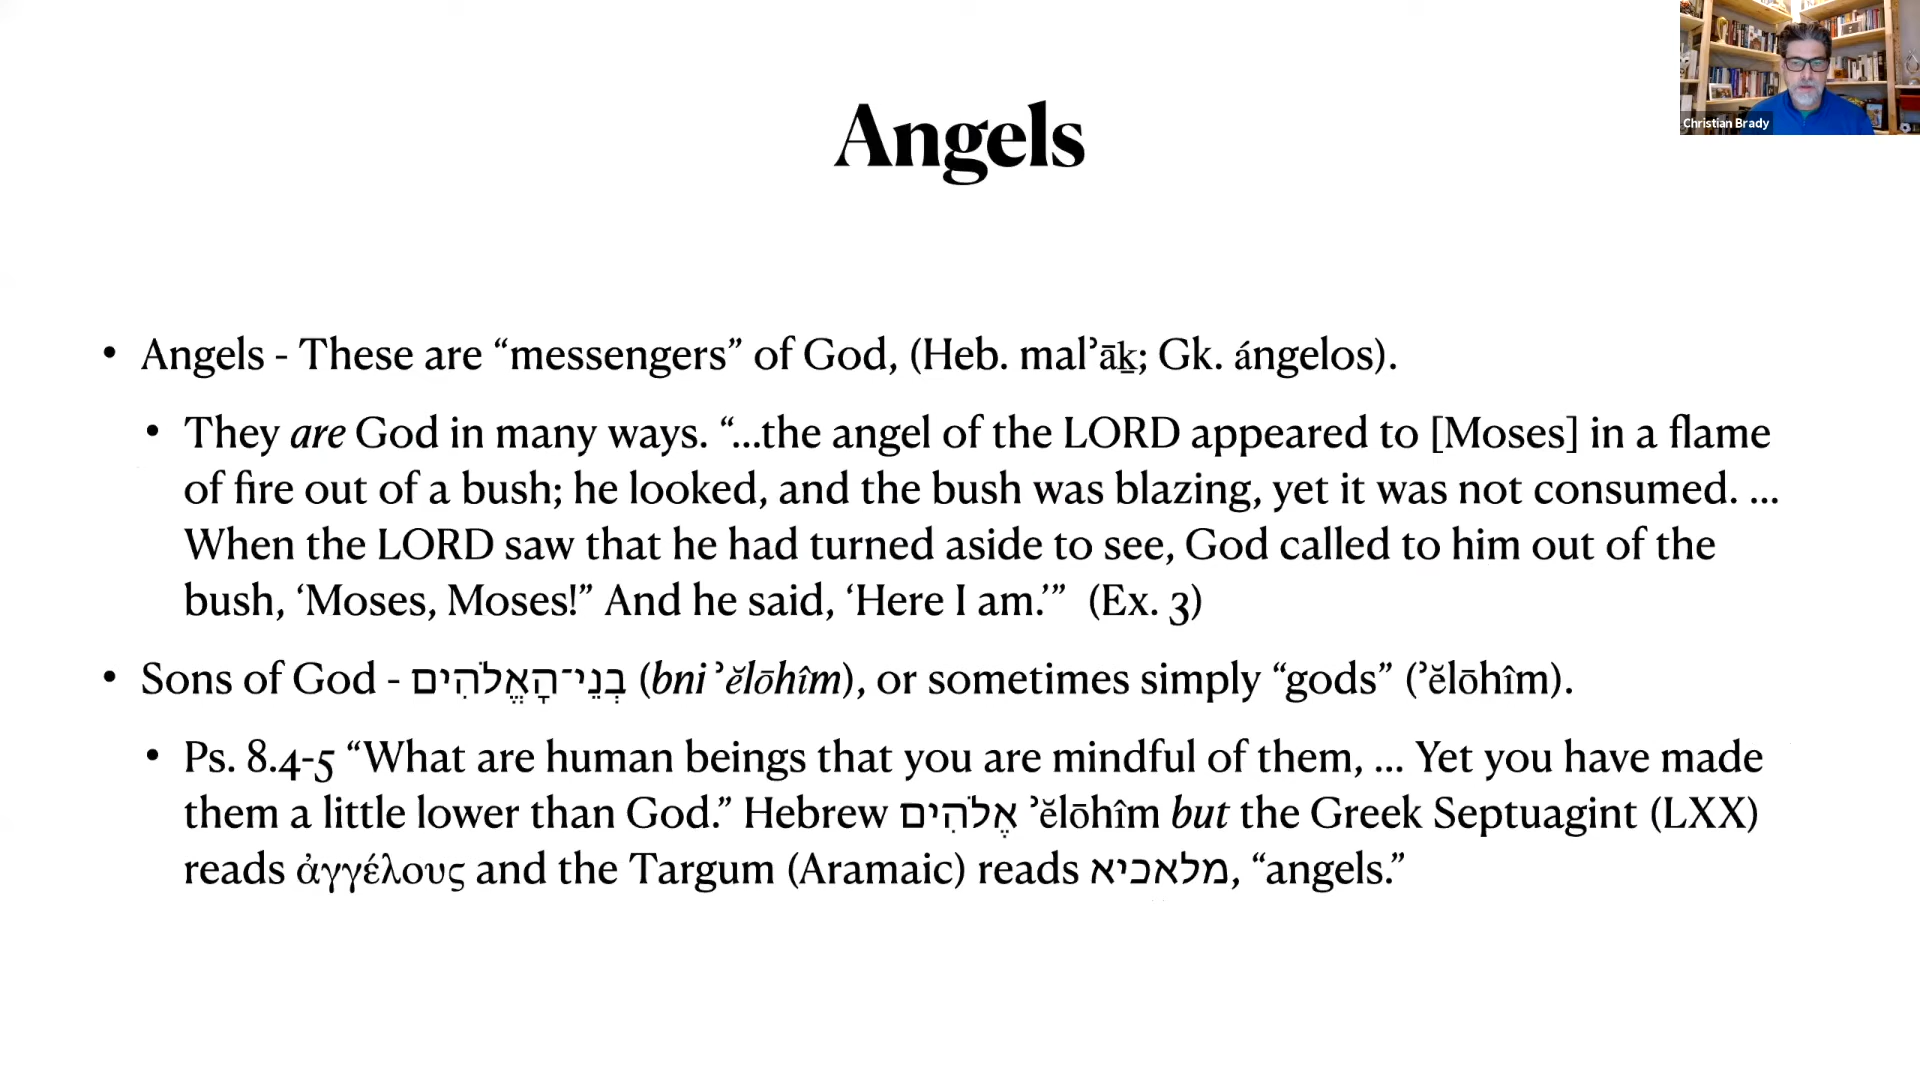 Christian Brady
Angels
• Angels - These are “messengers” of God, (Heb. mal’āḵ; Gk. ángelos).
• They are God in many ways. “...the angel of the LORD appeared to [Moses] in a flame
of fire out of a bush; he looked, and the bush was blazing, yet it was not consumed. ...
When the LORD saw that he had turned aside to see, God called to him out of the
bush, ‘Moses, Moses!” And he said, ‘Here I am.’” (Ex. 3)
• Sons of God - בְנֵי־הָאֱלֹהִים (bni ʾĕlōhîm), or sometimes simply “gods” (ʾĕlōhîm).
• Ps. 8.4-5 “What are human beings that you are mindful of them, ... Yet you have made
them a little lower than God.” Hebrew אֱלֹהִים ʾĕlōhîm but the Greek Septuagint (LXX)
reads ἀγγέλους and the Targum (Aramaic) reads מלאכיא, “angels.”